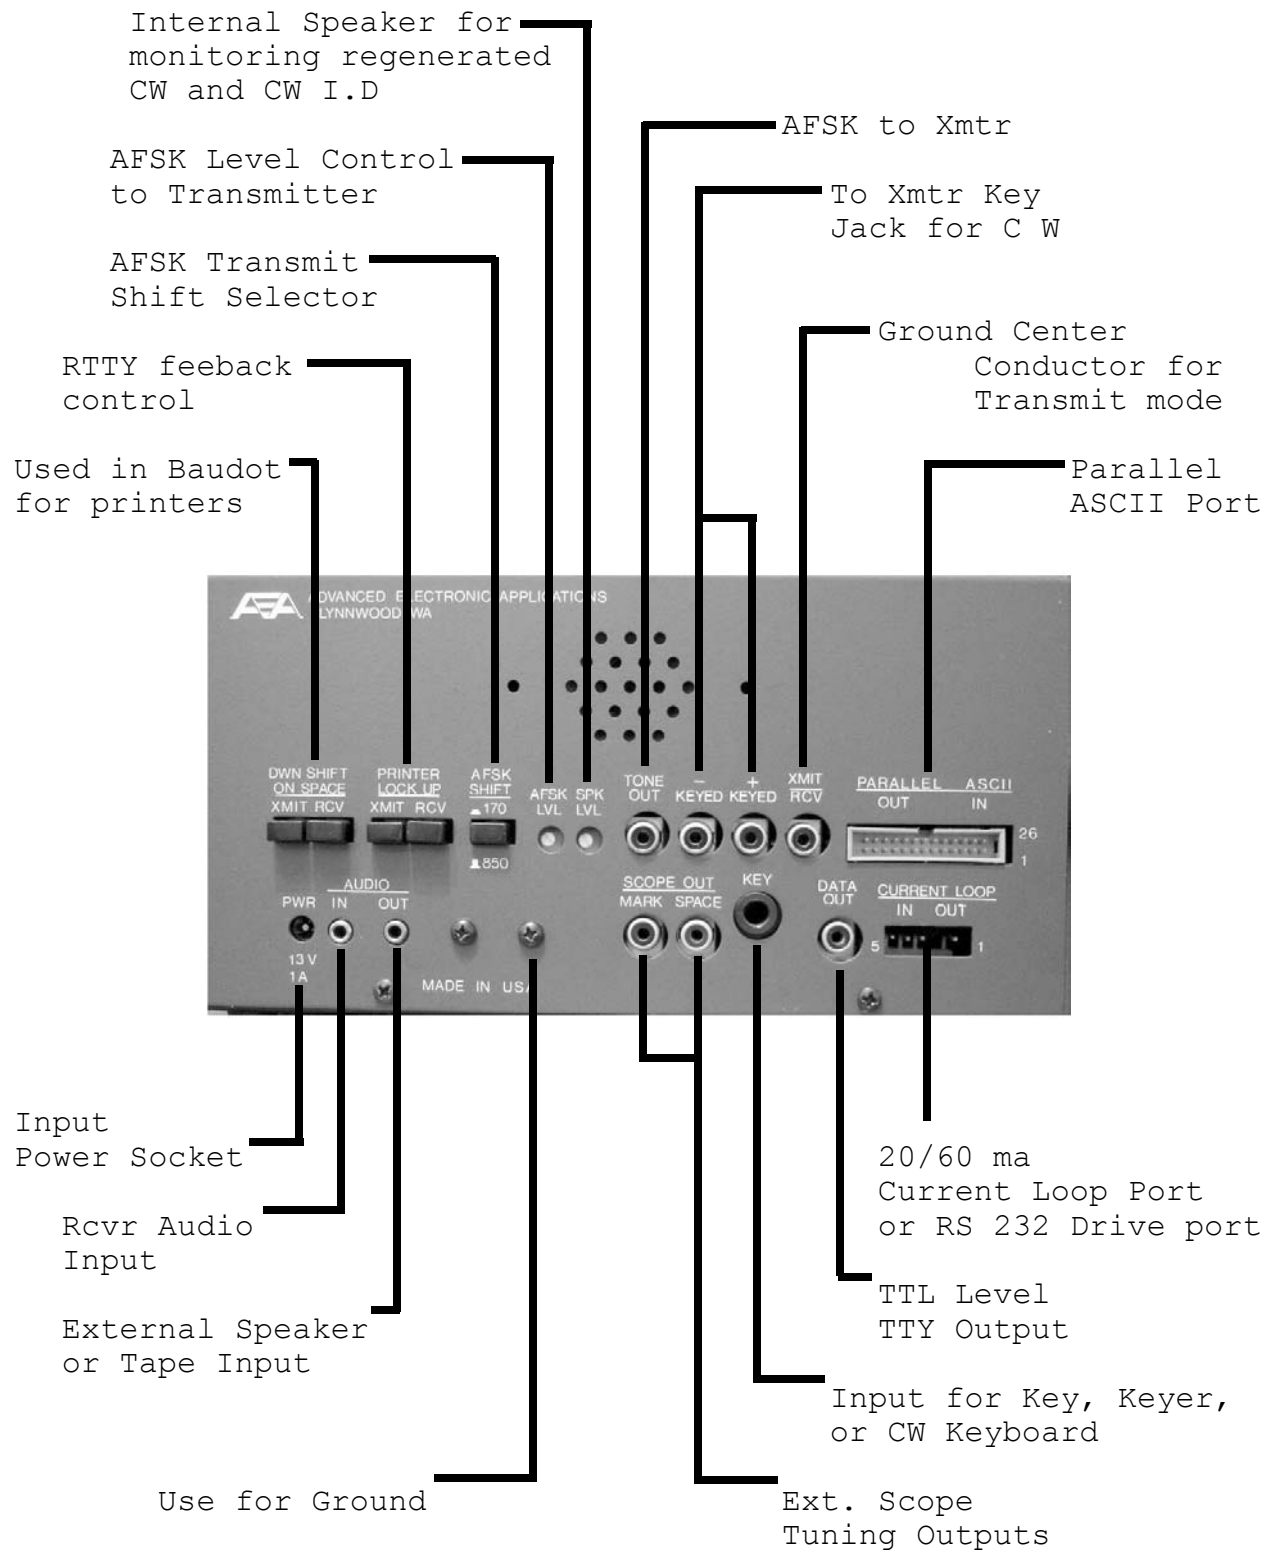 Internal Speaker for
monitoring regenerated
CW and CW I.D
AFSK to Xmtr
AFSK Level Control
to Transmitter
To Xmtr Key
Jack for C W
AFSK Transmit
Shift Selector
Ground Center
Conductor for
Transmit mode
RTTY feeback
control
Used in Baudot
for printers
Parallel
ASCII Port
AEA
ADVANCED ELECTRONIC APPLICATIONS
LYNNWOOD WA
DWN SHIFT
ON SPACE
XMIT RCV
PRINTER
LOCK UP
XMIT RCV
AFSK
SHIFT
170
850
AFSK
LVL
SPK
LVL
TONE
OUT
−
KEYED
+
KEYED
XMIT
RCV
PARALLEL ASCII
OUT IN
26
1
AUDIO
PWR IN OUT
13 V
1A
MADE IN USA
SCOPE OUT
MARK SPACE
KEY
DATA
OUT
CURRENT LOOP
IN OUT
5 1
Input
Power Socket
Rcvr Audio
Input
External Speaker
or Tape Input
Use for Ground
20/60 ma
Current Loop Port
or RS 232 Drive port
TTL Level
TTY Output
Input for Key, Keyer,
or CW Keyboard
Ext. Scope
Tuning Outputs